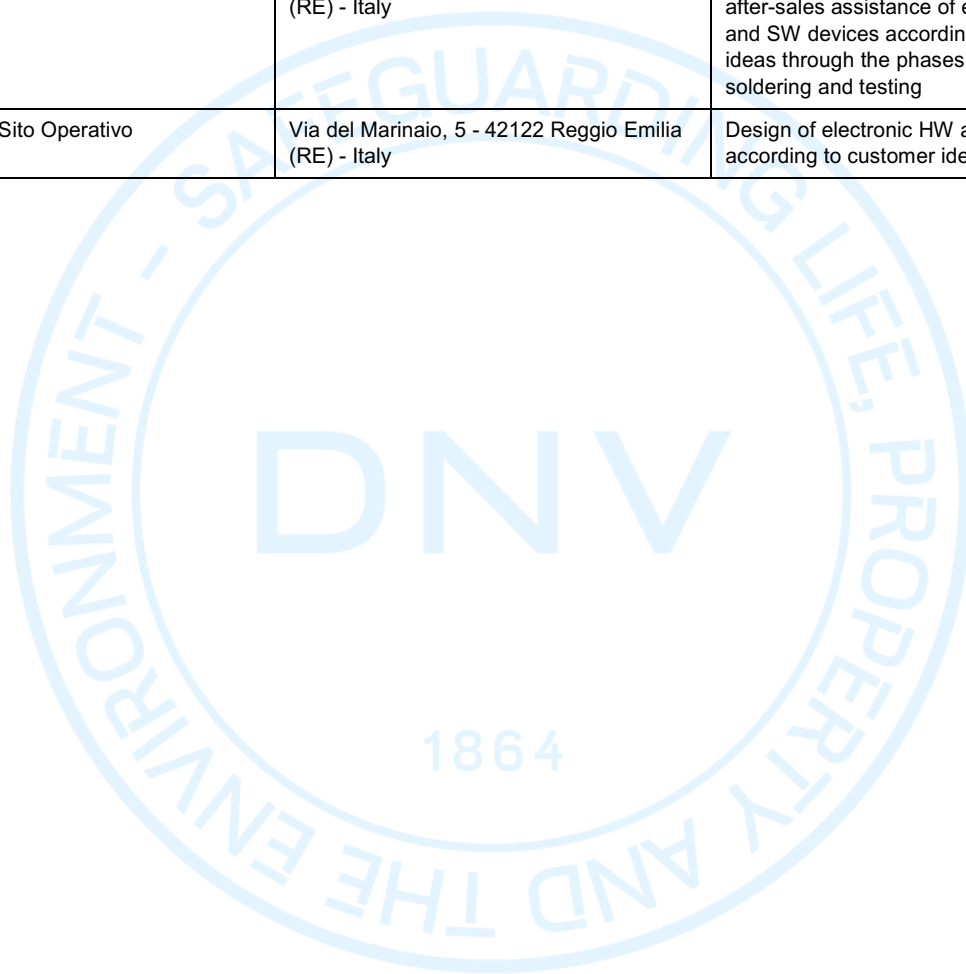 (RE) - Italy
after-sales assistance of
and SW devices
ideas through the phases
soldering and testing
Sito Operativo
Via del Marinaio, 5 - 42122 Reggio Emilia
(RE) - Italy
Design of electronic HW
according to customer
SAFEGUARDING LIFE, PROPERTY AND THE ENVIRONMENT -
DNV
1864